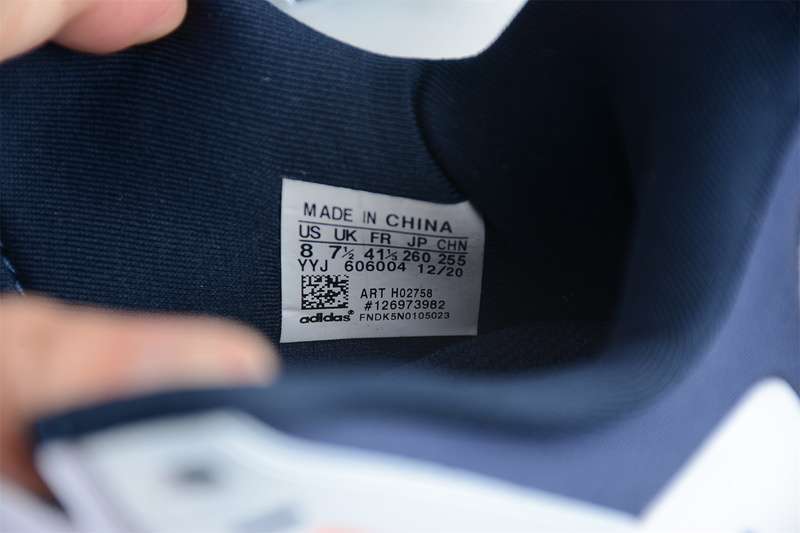 MADE IN CHINA
US UK FR JP CHN
8 7½ 41⅓ 260 255
YYJ 606004 12/20
ART H02758
#126973982
adidas®
FNDK5N0105023